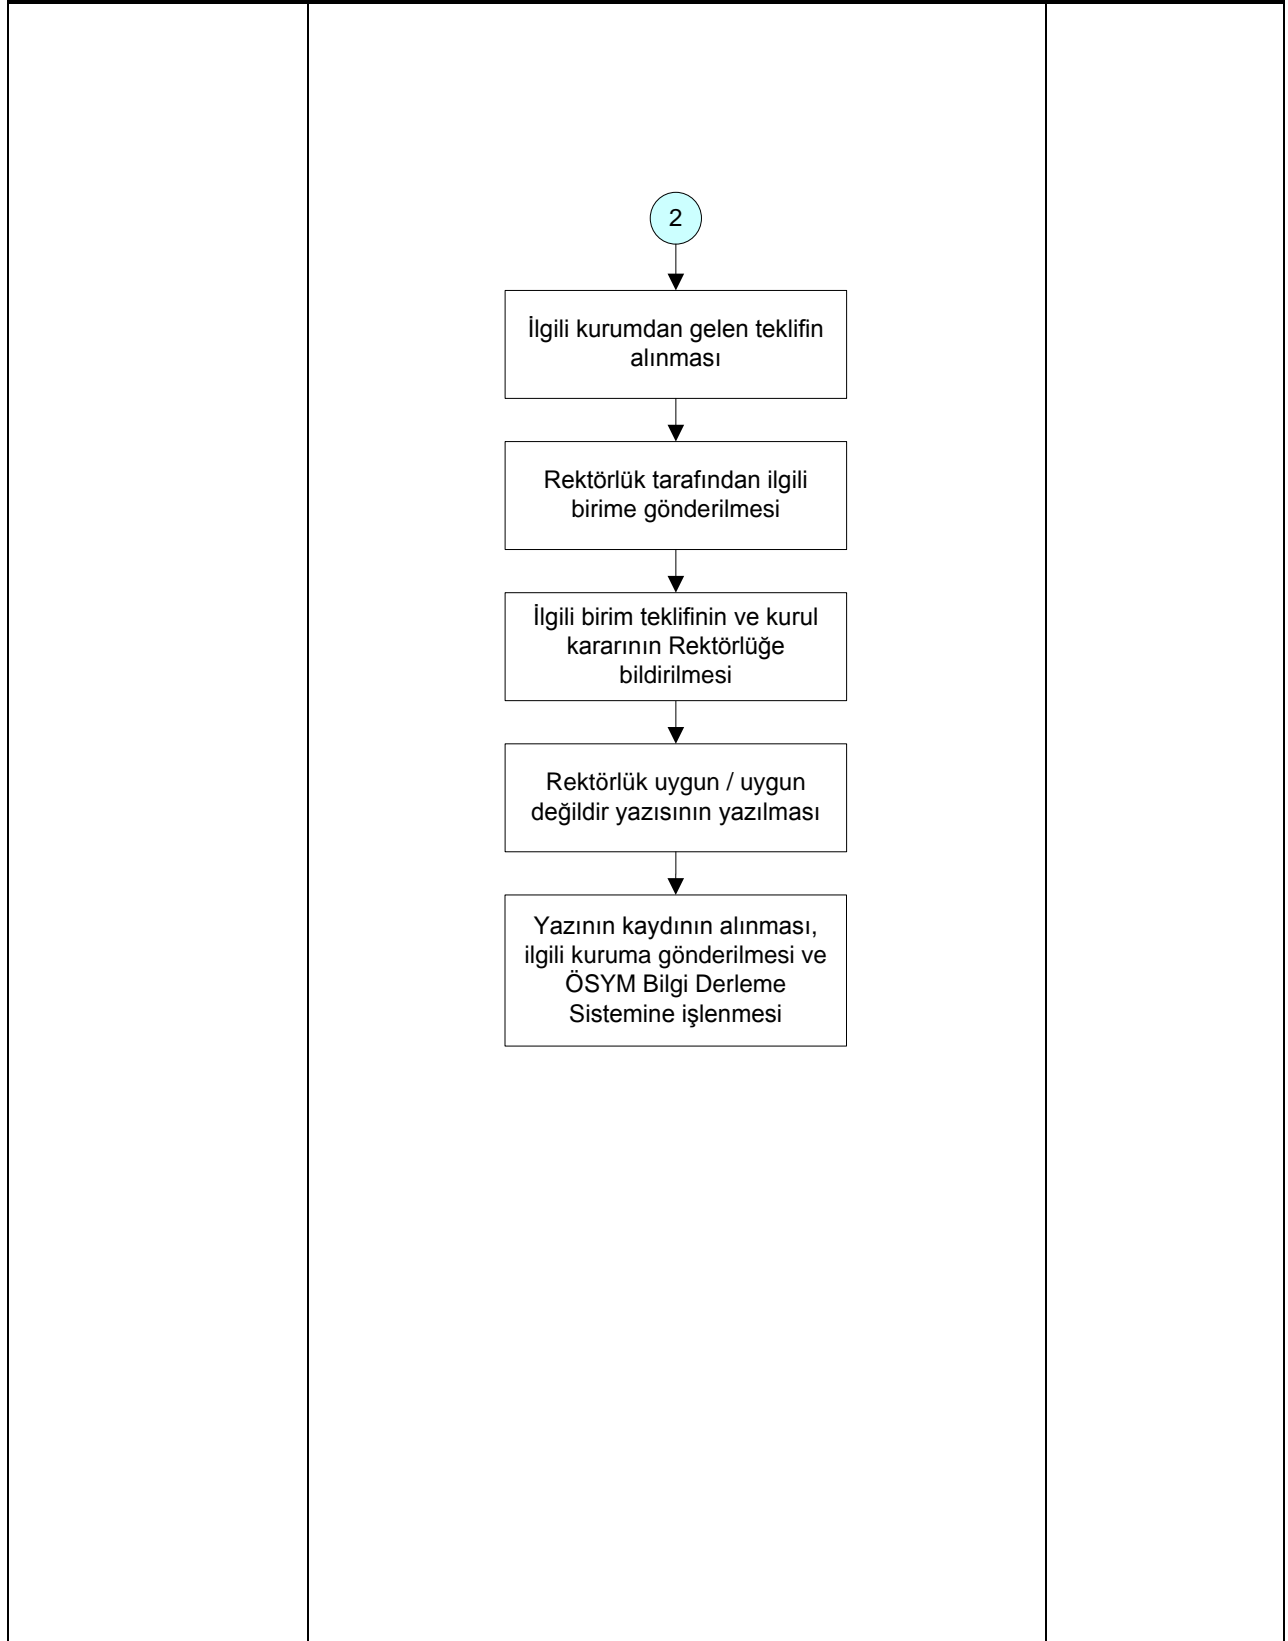 2
İlgili kurumdan gelen teklifin
alınması
Rektörlük tarafından ilgili
birime gönderilmesi
İlgili birim teklifinin ve kurul
kararının Rektörlüğe
bildirilmesi
Rektörlük uygun / uygun
değildir yazısının yazılması
Yazının kaydının alınması,
ilgili kuruma gönderilmesi ve
ÖSYM Bilgi Derleme
Sistemine işlenmesi